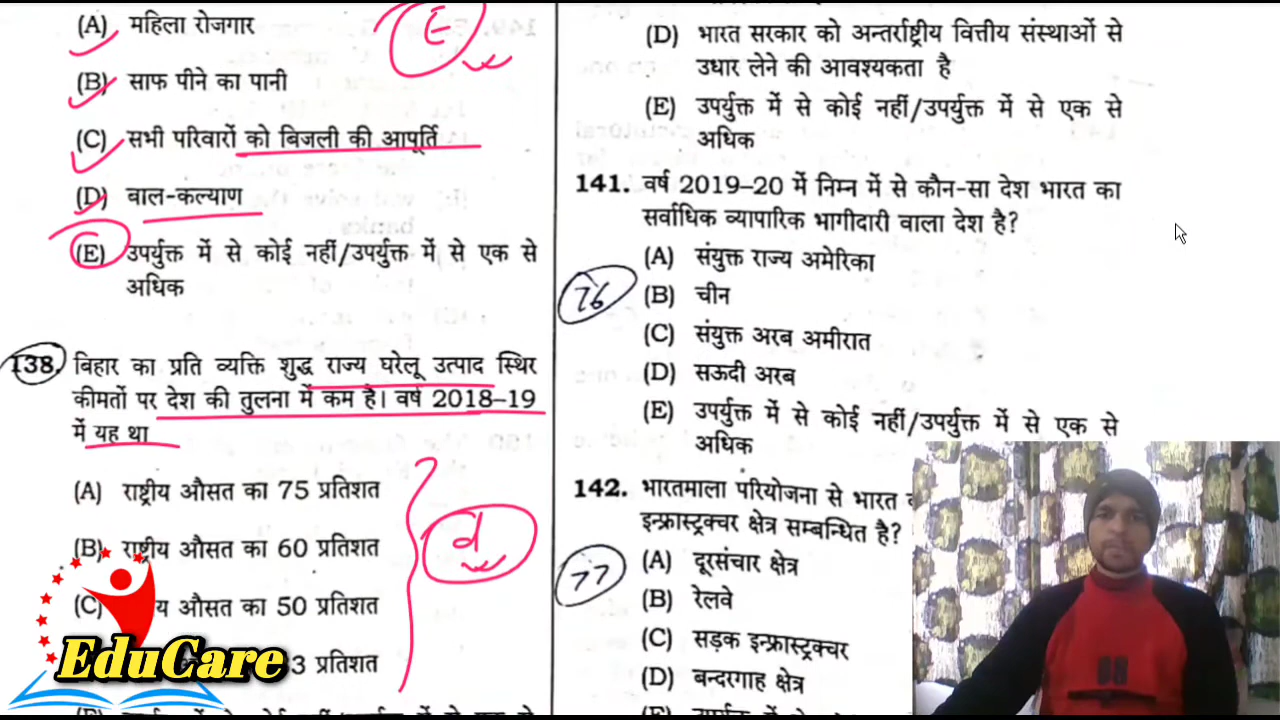 (A) महिला रोजगार
(B) साफ पीने का पानी
(C) सभी परिवारों को बिजली की आपूर्ति
(D) बाल-कल्याण
(E) उपर्युक्त में से कोई नहीं/उपर्युक्त में से एक से
अधिक
E
138. बिहार का प्रति व्यक्ति शुद्ध राज्य घरेलू उत्पाद स्थिर
कीमतों पर देश की तुलना में कम है। वर्ष 2018–19
में यह था
(A) राष्ट्रीय औसत का 75 प्रतिशत
(B) राष्ट्रीय औसत का 60 प्रतिशत
(C) औसत का 50 प्रतिशत
3 प्रतिशत
d
EduCare
(D) भारत सरकार को अन्तर्राष्ट्रीय वित्तीय संस्थाओं से
उधार लेने की आवश्यकता है
(E) उपर्युक्त में से कोई नहीं/उपर्युक्त में से एक से
अधिक
141. वर्ष 2019–20 में निम्न में से कौन-सा देश भारत का
सर्वाधिक व्यापारिक भागीदारी वाला देश है?
(A) संयुक्त राज्य अमेरिका
76
(B) चीन
(C) संयुक्त अरब अमीरात
(D) सऊदी अरब
(E) उपर्युक्त में से कोई नहीं/उपर्युक्त में से एक से
अधिक
142. भारतमाला परियोजना से भारत
इन्फ्रास्ट्रक्चर क्षेत्र सम्बन्धित है?
77
(A) दूरसंचार क्षेत्र
(B) रेलवे
(C) सड़क इन्फ्रास्ट्रक्चर
(D) बन्दरगाह क्षेत्र